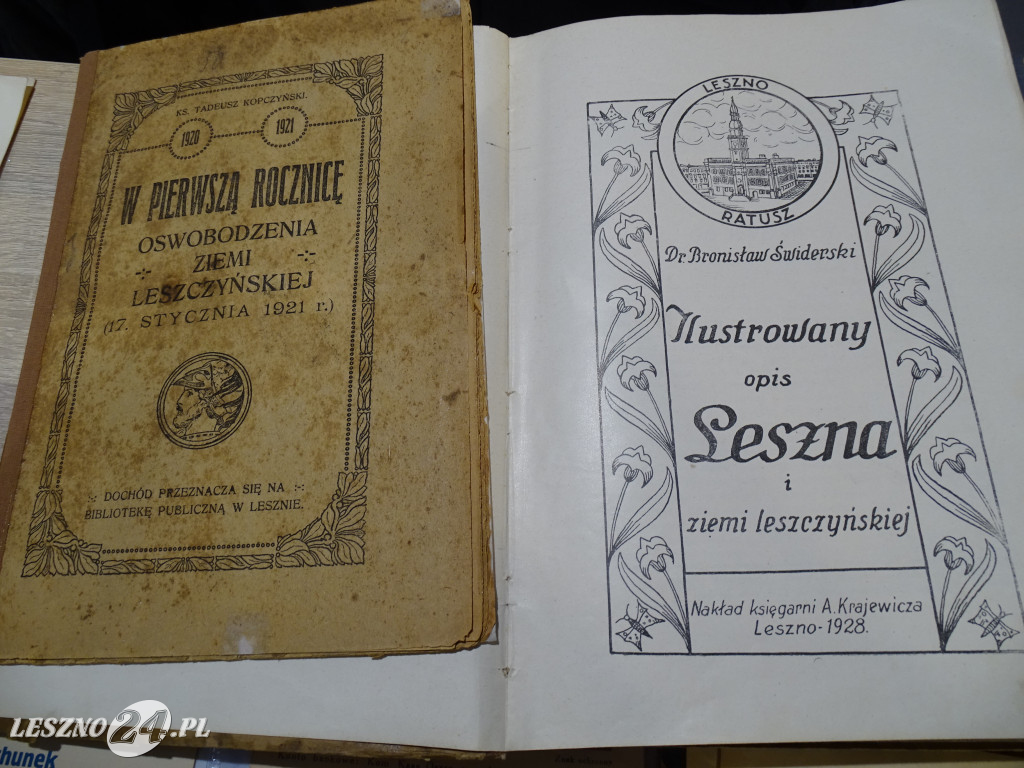 KS. TADEUSZ KOPCZYŃSKI.
1920 1921
W PIERWSZĄ ROCZNICĘ
OSWOBODZENIA
ZIEMI
LESZCZYŃSKIEJ
(17. STYCZNIA 1921 r.)
DOCHÓD PRZEZNACZA SIĘ NA
BIBLIOTEKĘ PUBLICZNĄ W LESZNIE.
LESZNO
RATUSZ
Dr. Bronisław Świderski
Ilustrowany
opis
Leszna
i
ziemi leszczyńskiej
Nakład księgarni A. Krajewicza
Leszno-1928.
LESZNO24.PL
hunek